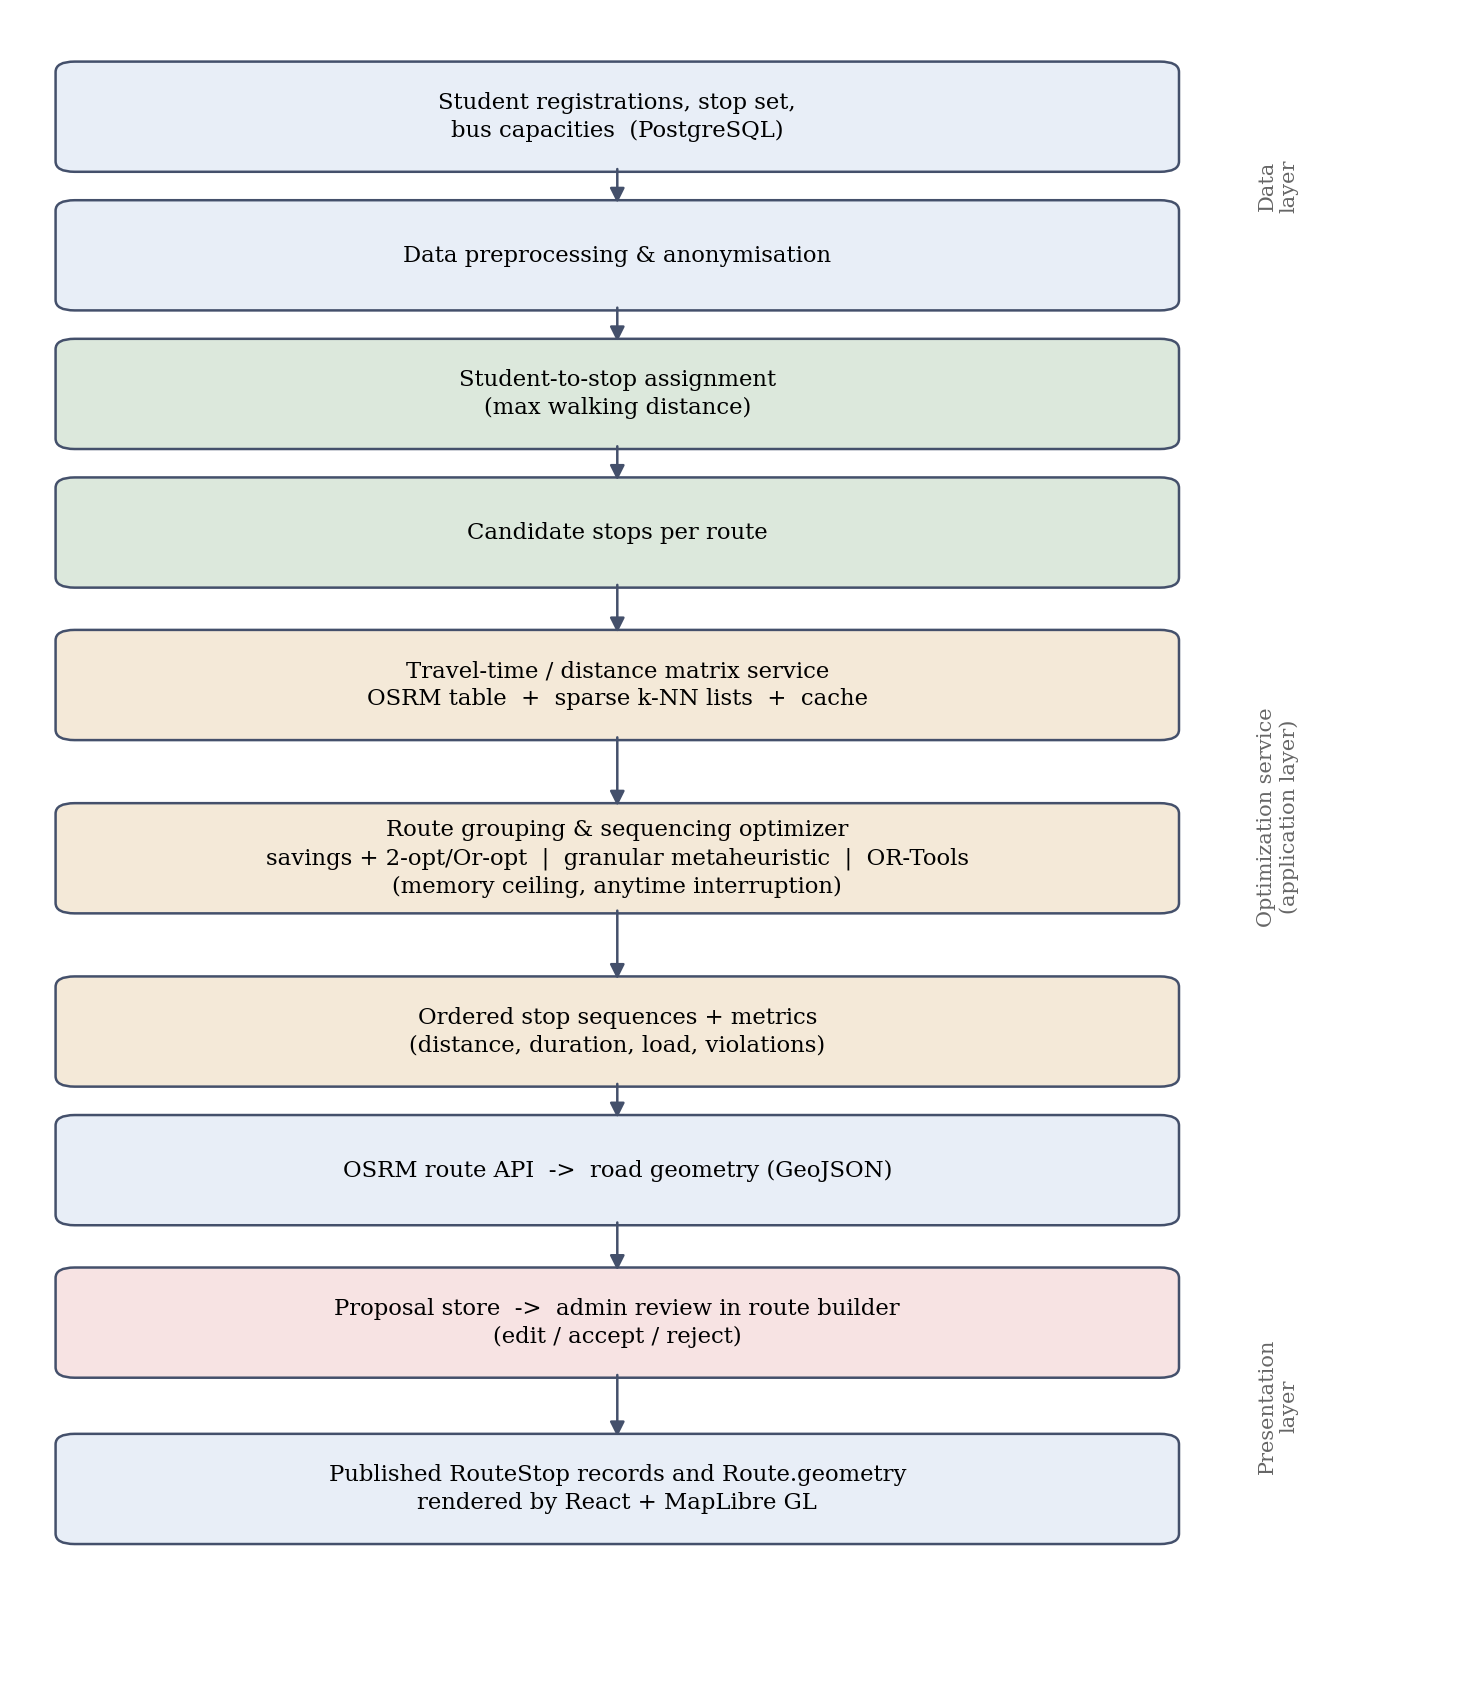 Student registrations, stop set,
bus capacities  (PostgreSQL)
Data
layer
Data preprocessing & anonymisation
Student-to-stop assignment
(max walking distance)
Candidate stops per route
Travel-time / distance matrix service
OSRM table  +  sparse k-NN lists  +  cache
Optimization service
(application layer)
Route grouping & sequencing optimizer
savings + 2-opt/Or-opt  |  granular metaheuristic  |  OR-Tools
(memory ceiling, anytime interruption)
Ordered stop sequences + metrics
(distance, duration, load, violations)
OSRM route API  ->  road geometry (GeoJSON)
Proposal store  ->  admin review in route builder
(edit / accept / reject)
Presentation
layer
Published RouteStop records and Route.geometry
rendered by React + MapLibre GL